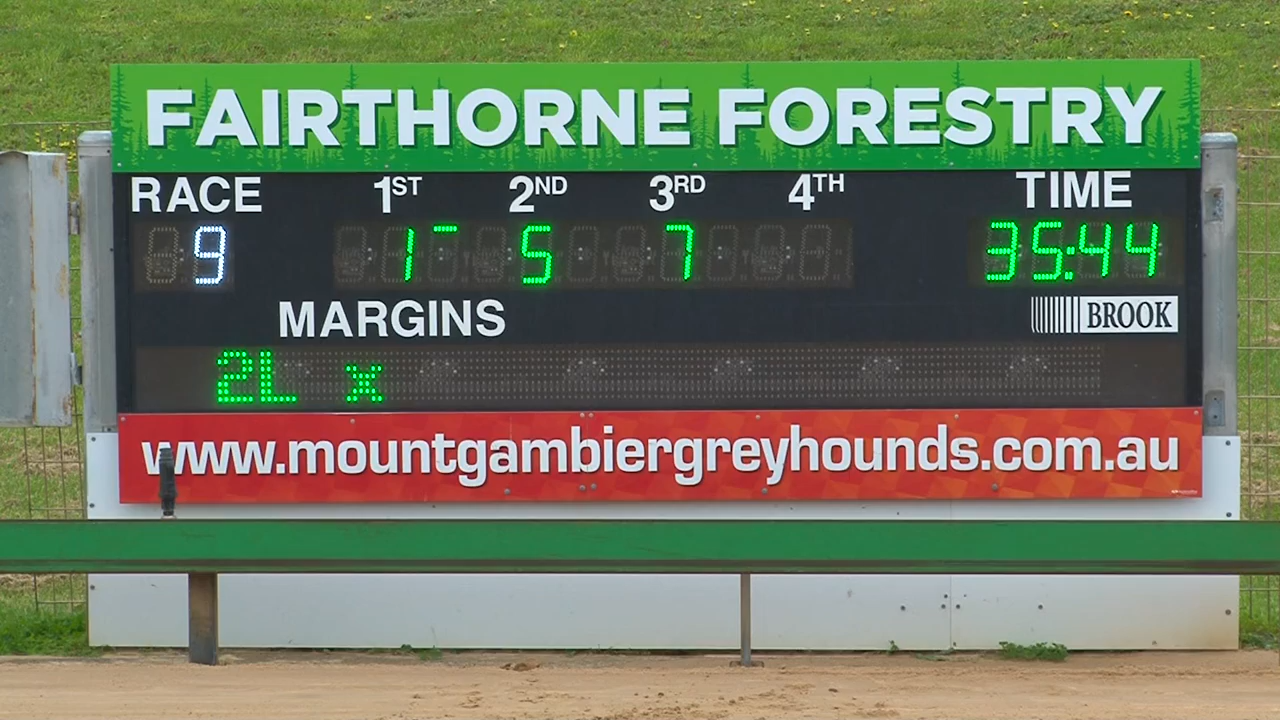 FAIRTHORNE FORESTRY
RACE 1ST 2ND 3RD 4TH TIME
9 1 5 7 35:44
MARGINS BROOK
2L x
www.mountgambiergreyhounds.com.au